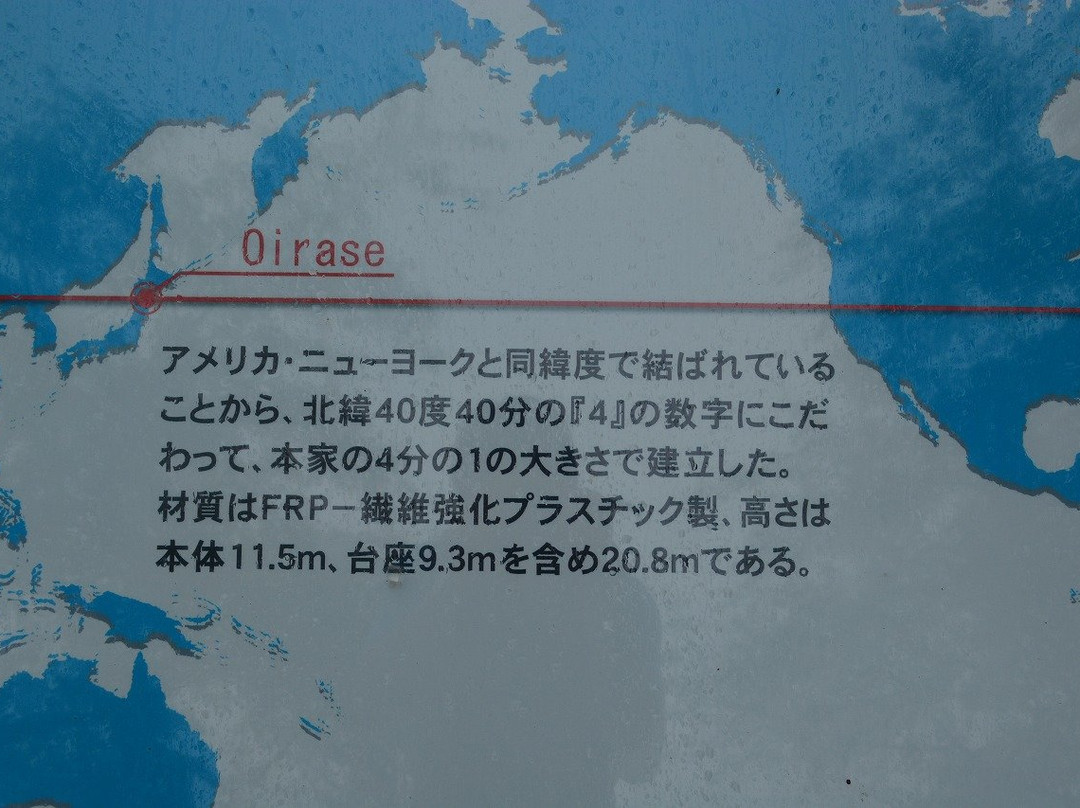 Oirase
アメリカ・ニューヨークと同緯度で結ばれている
ことから、北緯40度40分の『4』の数字にこだ
わって、本家の4分の1の大きさで建立した。
材質はFRP－繊維強化プラスチック製、高さは
本体11.5m、台座9.3mを含め20.8mである。